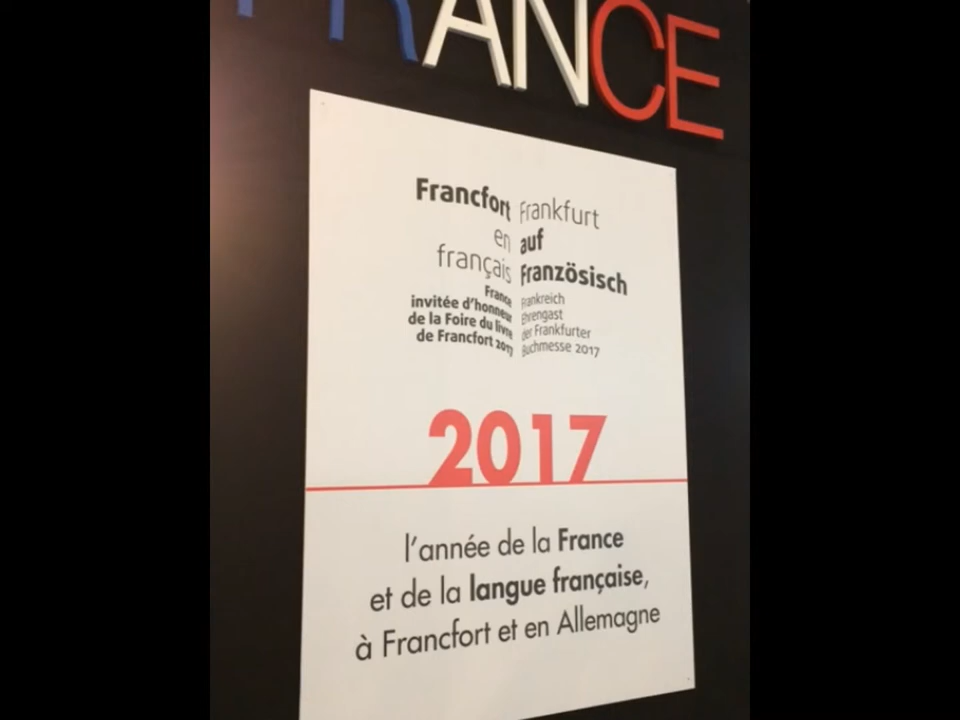 FRANCE
Francfort
en
français
France
invitée d'honneur
de la Foire du livre
de Francfort 2017
Frankfurt
auf
Französisch
Frankreich
Ehrengast
der Frankfurter
Buchmesse 2017
2017
l'année de la France
et de la langue française,
à Francfort et en Allemagne